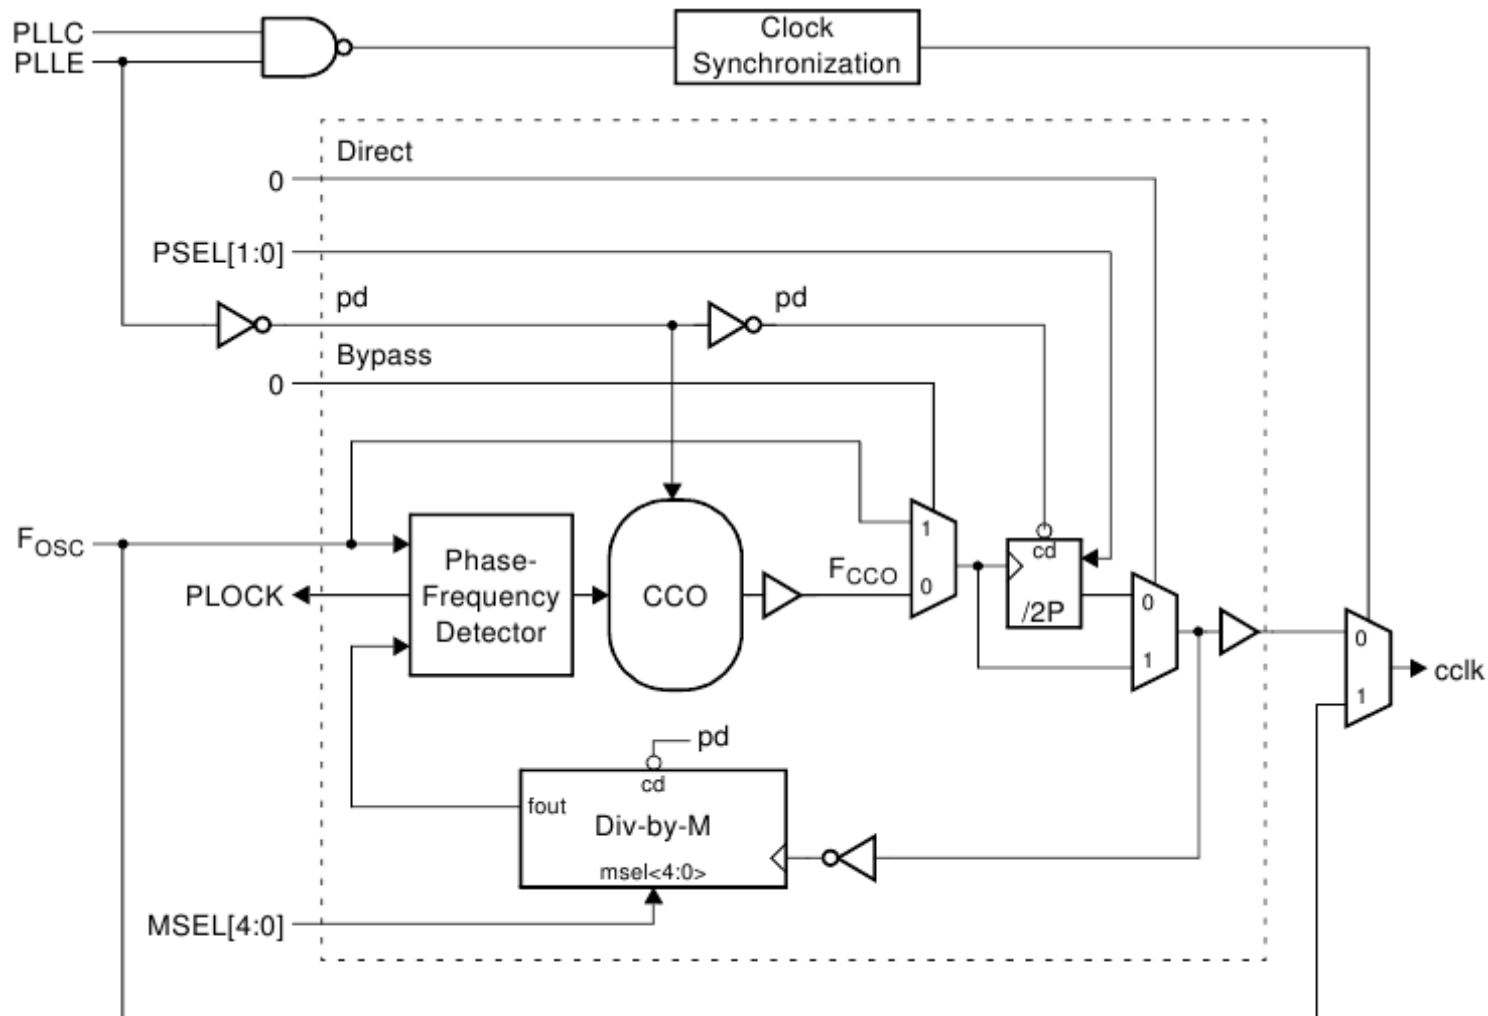 PLLC
PLLE
Clock
Synchronization
Direct
0
PSEL[1:0]
pd
pd
Bypass
0
FOSC
PLOCK
Phase-
Frequency
Detector
CCO
FCCO
1
0
cd
/2P
0
1
0
1
cclk
pd
cd
fout
Div-by-M
msel<4:0>
MSEL[4:0]